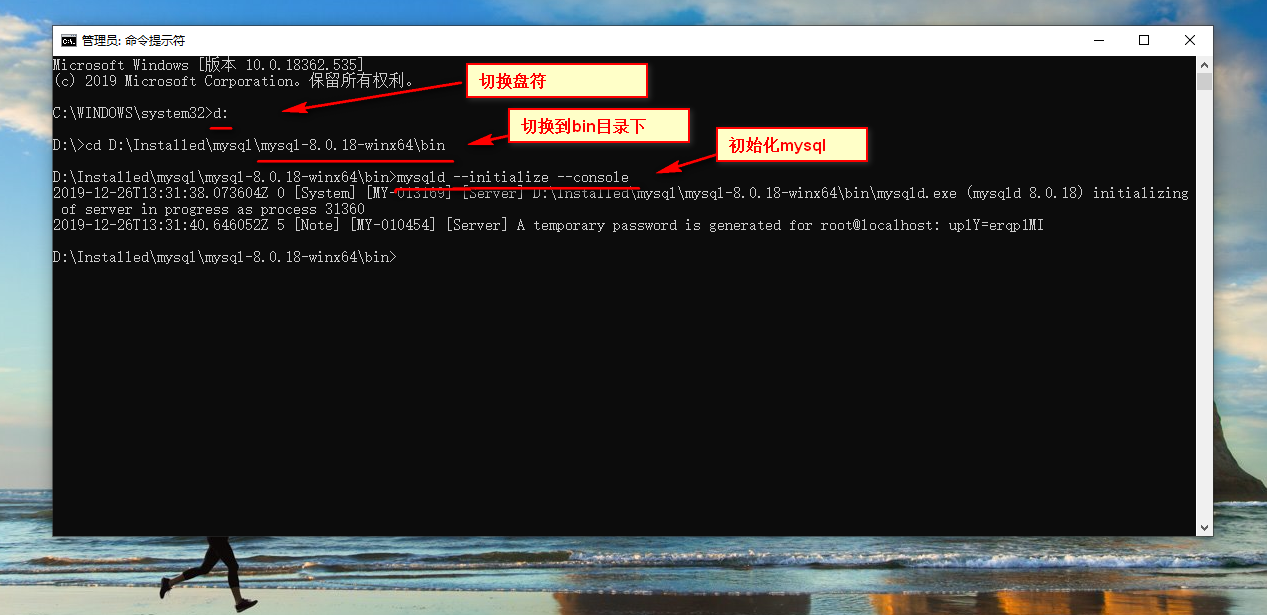 管理员: 命令提示符
Microsoft Windows [版本 10.0.18362.535]
(c) 2019 Microsoft Corporation。保留所有权利。
切换盘符
C:\WINDOWS\system32>d:
切换到bin目录下
D:\>cd D:\Installed\mysql\mysql-8.0.18-winx64\bin
初始化mysql
D:\Installed\mysql\mysql-8.0.18-winx64\bin>mysqld --initialize --console
2019-12-26T13:31:38.073604Z 0 [System] [MY-013169] [Server] D:\Installed\mysql\mysql-8.0.18-winx64\bin\mysqld.exe (mysqld 8.0.18) initializing
of server in progress as process 31360
2019-12-26T13:31:40.646052Z 5 [Note] [MY-010454] [Server] A temporary password is generated for root@localhost: uplY=erqp1MI
D:\Installed\mysql\mysql-8.0.18-winx64\bin>